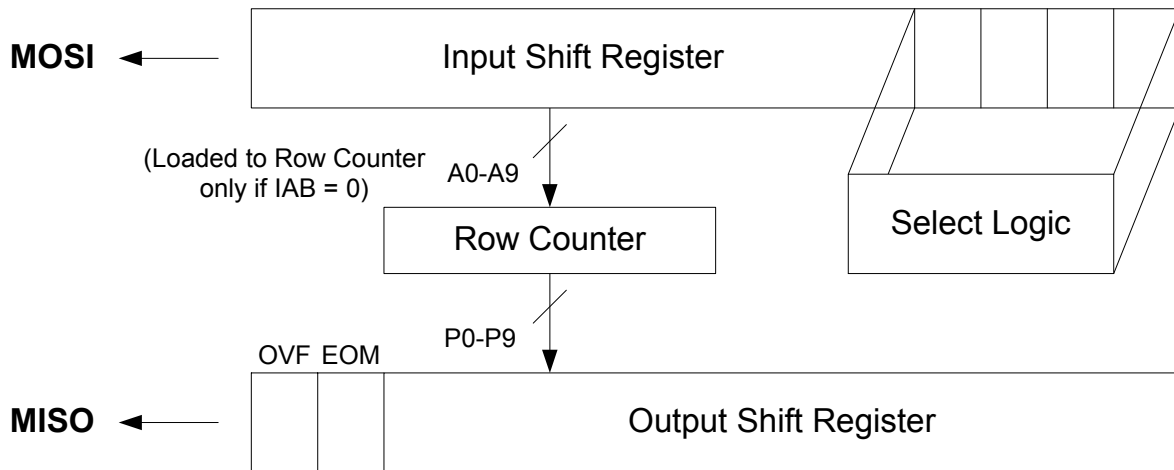 MOSI
Input Shift Register
(Loaded to Row Counter
only if IAB = 0)
A0-A9
Row Counter
Select Logic
P0-P9
OVF EOM
MISO
Output Shift Register